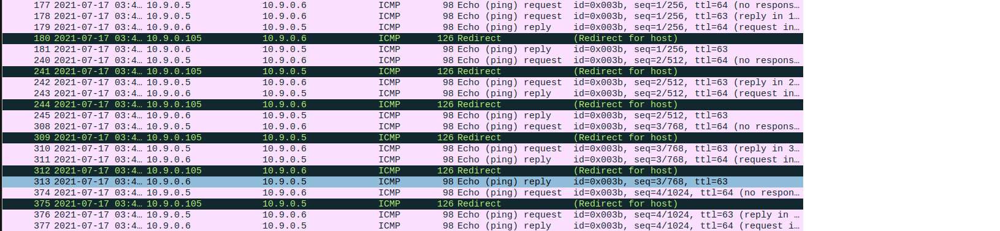 177 2021-07-17 03:4… 10.9.0.5 10.9.0.6 ICMP 98 Echo (ping) request id=0x003b, seq=1/256, ttl=64 (no respons…
178 2021-07-17 03:4… 10.9.0.5 10.9.0.6 ICMP 98 Echo (ping) request id=0x003b, seq=1/256, ttl=63 (reply in 1…
179 2021-07-17 03:4… 10.9.0.6 10.9.0.5 ICMP 98 Echo (ping) reply id=0x003b, seq=1/256, ttl=64 (request in…
180 2021-07-17 03:4… 10.9.0.105 10.9.0.6 ICMP 126 Redirect (Redirect for host)
181 2021-07-17 03:4… 10.9.0.6 10.9.0.5 ICMP 98 Echo (ping) reply id=0x003b, seq=1/256, ttl=63
240 2021-07-17 03:4… 10.9.0.5 10.9.0.6 ICMP 98 Echo (ping) request id=0x003b, seq=2/512, ttl=64 (no respons…
241 2021-07-17 03:4… 10.9.0.105 10.9.0.5 ICMP 126 Redirect (Redirect for host)
242 2021-07-17 03:4… 10.9.0.5 10.9.0.6 ICMP 98 Echo (ping) request id=0x003b, seq=2/512, ttl=63 (reply in 2…
243 2021-07-17 03:4… 10.9.0.6 10.9.0.5 ICMP 98 Echo (ping) reply id=0x003b, seq=2/512, ttl=64 (request in…
244 2021-07-17 03:4… 10.9.0.105 10.9.0.6 ICMP 126 Redirect (Redirect for host)
245 2021-07-17 03:4… 10.9.0.6 10.9.0.5 ICMP 98 Echo (ping) reply id=0x003b, seq=2/512, ttl=63
308 2021-07-17 03:4… 10.9.0.5 10.9.0.6 ICMP 98 Echo (ping) request id=0x003b, seq=3/768, ttl=64 (no respons…
309 2021-07-17 03:4… 10.9.0.105 10.9.0.5 ICMP 126 Redirect (Redirect for host)
310 2021-07-17 03:4… 10.9.0.5 10.9.0.6 ICMP 98 Echo (ping) request id=0x003b, seq=3/768, ttl=63 (reply in 3…
311 2021-07-17 03:4… 10.9.0.6 10.9.0.5 ICMP 98 Echo (ping) reply id=0x003b, seq=3/768, ttl=64 (request in…
312 2021-07-17 03:4… 10.9.0.105 10.9.0.6 ICMP 126 Redirect (Redirect for host)
313 2021-07-17 03:4… 10.9.0.6 10.9.0.5 ICMP 98 Echo (ping) reply id=0x003b, seq=3/768, ttl=63
374 2021-07-17 03:4… 10.9.0.5 10.9.0.6 ICMP 98 Echo (ping) request id=0x003b, seq=4/1024, ttl=64 (no respon…
375 2021-07-17 03:4… 10.9.0.105 10.9.0.5 ICMP 126 Redirect (Redirect for host)
376 2021-07-17 03:4… 10.9.0.5 10.9.0.6 ICMP 98 Echo (ping) request id=0x003b, seq=4/1024, ttl=63 (reply in …
377 2021-07-17 03:4… 10.9.0.6 10.9.0.5 ICMP 98 Echo (ping) reply id=0x003b, seq=4/1024, ttl=64 (request i…